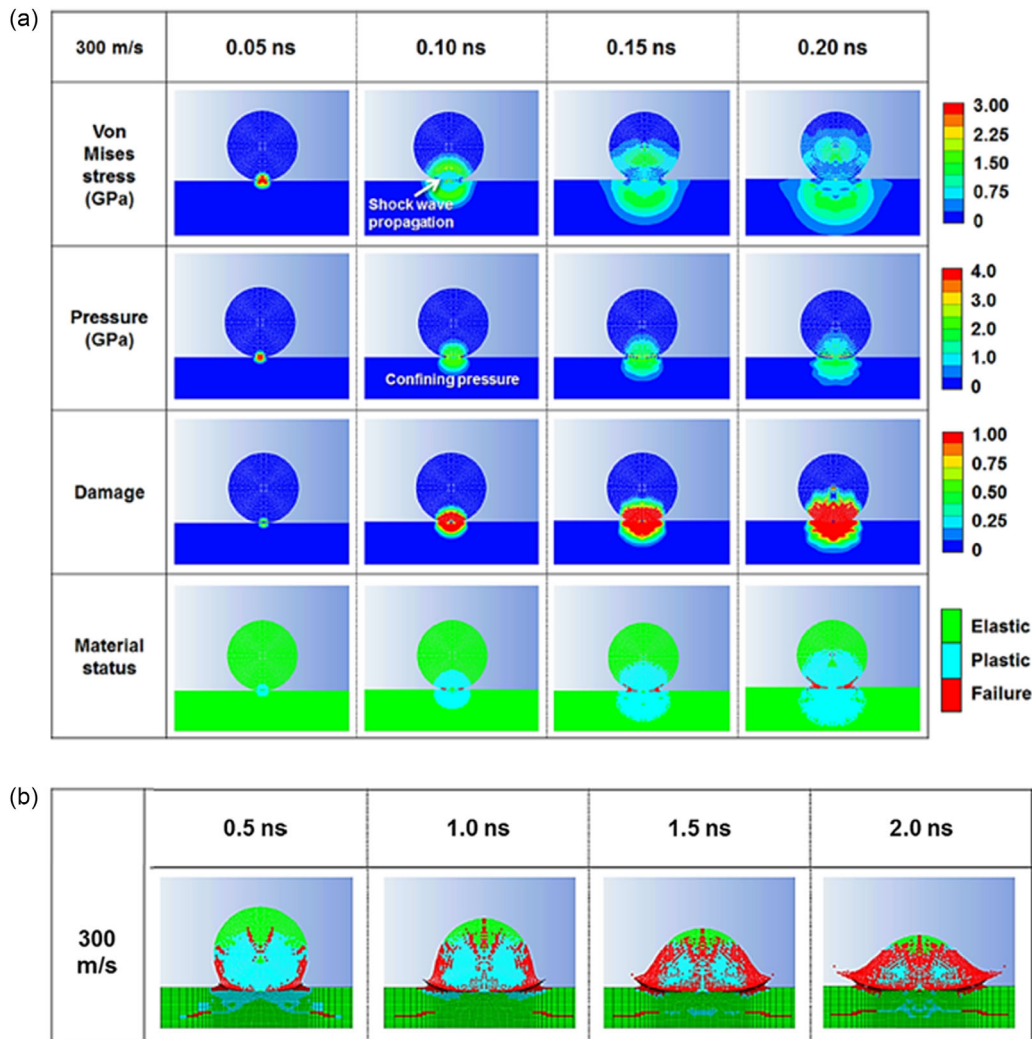 (a)
300 m/s
0.05 ns
0.10 ns
0.15 ns
0.20 ns
Von
Mises
stress
(GPa)
Shock wave
propagation
3.00
2.25
1.50
0.75
0
Pressure
(GPa)
Confining pressure
4.0
3.0
2.0
1.0
0
Damage
1.00
0.75
0.50
0.25
0
Material
status
Elastic
Plastic
Failure
(b)
0.5 ns
1.0 ns
1.5 ns
2.0 ns
300
m/s